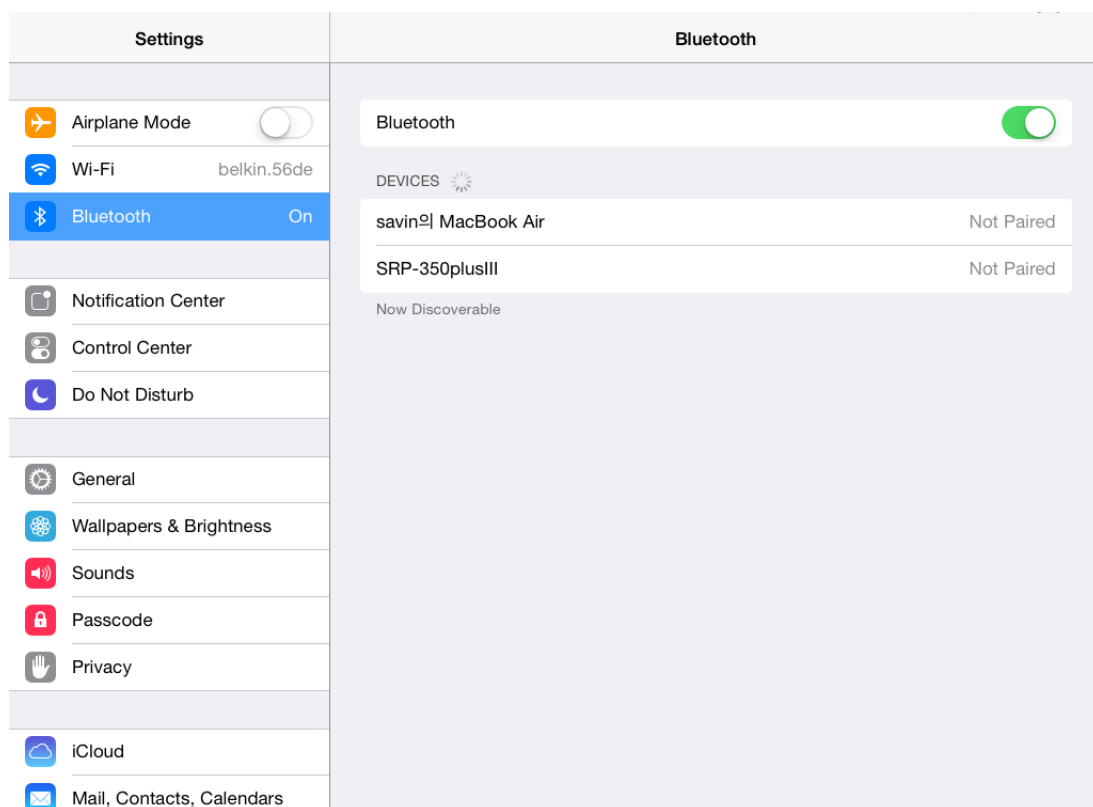 Settings
Airplane Mode
Wi-Fi belkin.56de
Bluetooth On
Notification Center
Control Center
Do Not Disturb
General
Wallpapers & Brightness
Sounds
Passcode
Privacy
iCloud
Mail, Contacts, Calendars
Bluetooth
Bluetooth
DEVICES
savin의 MacBook Air Not Paired
SRP-350plusIII Not Paired
Now Discoverable